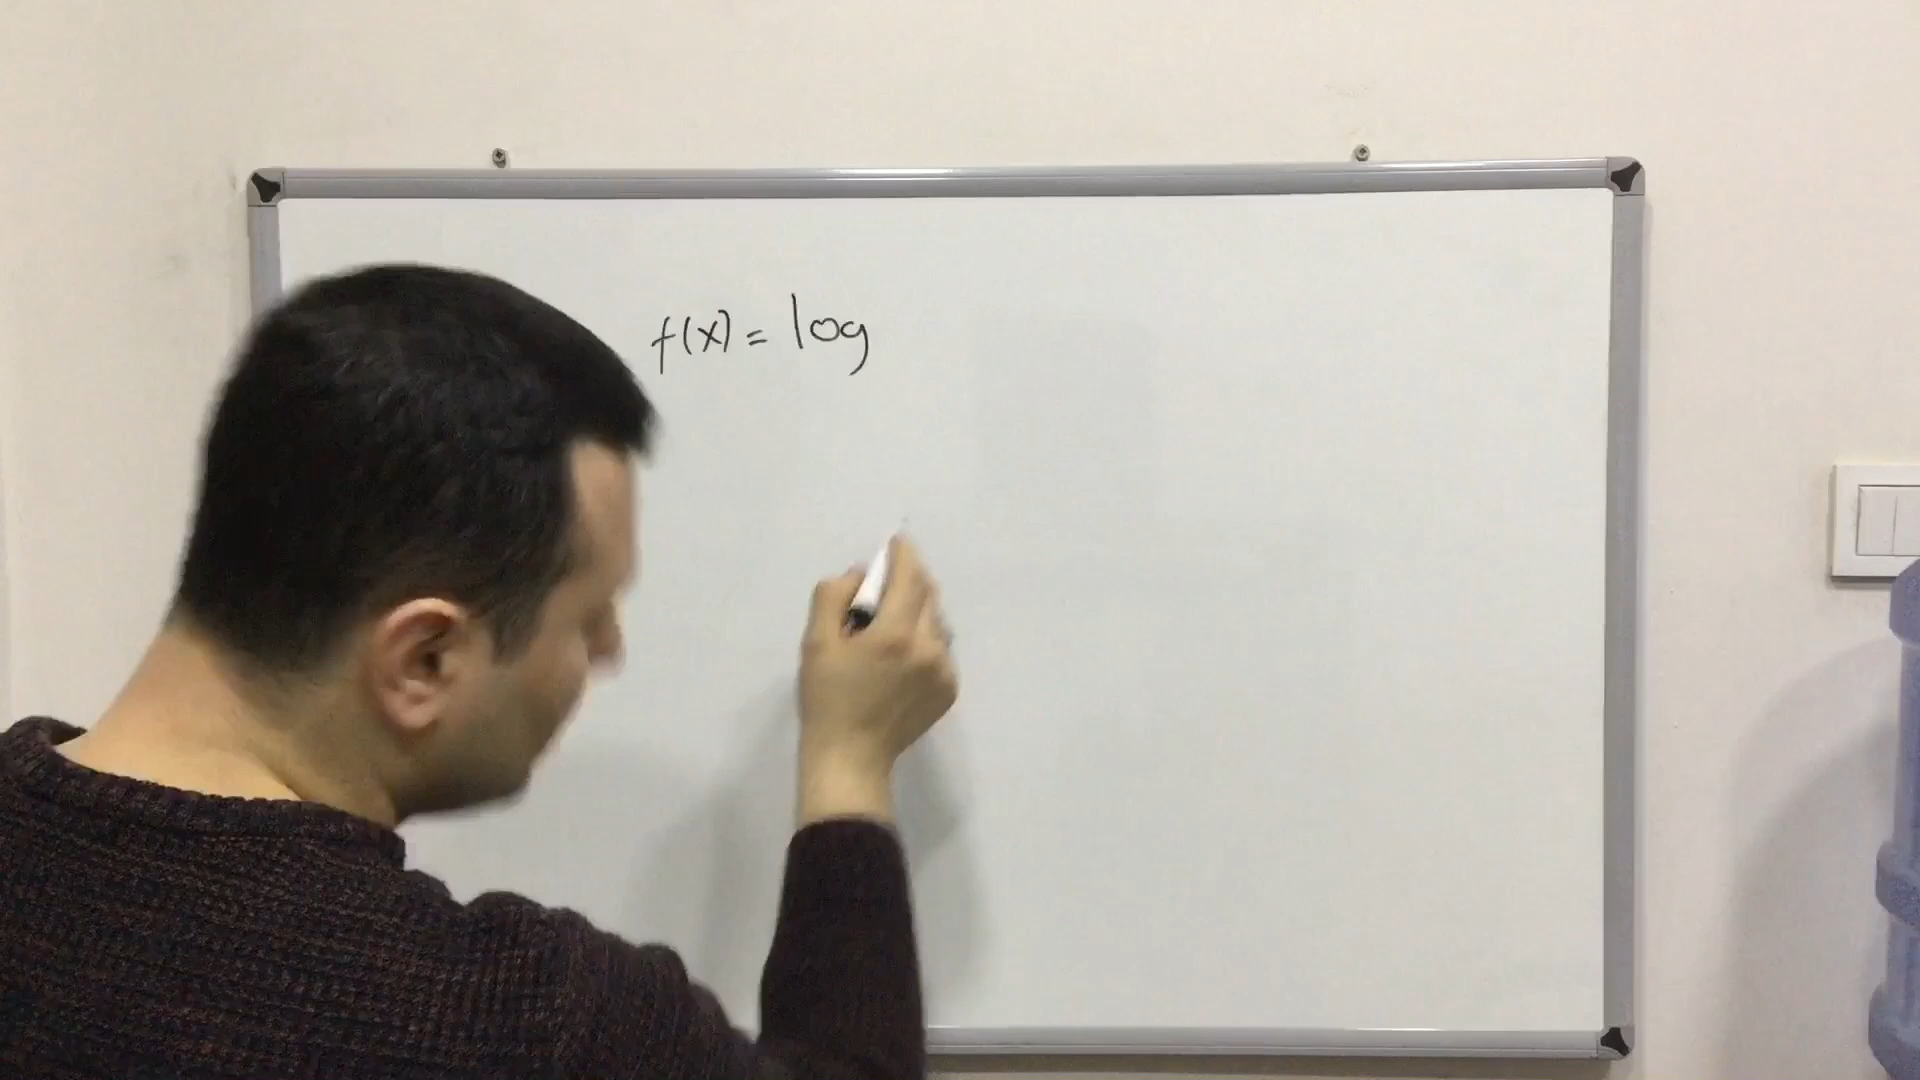 f(x) = log